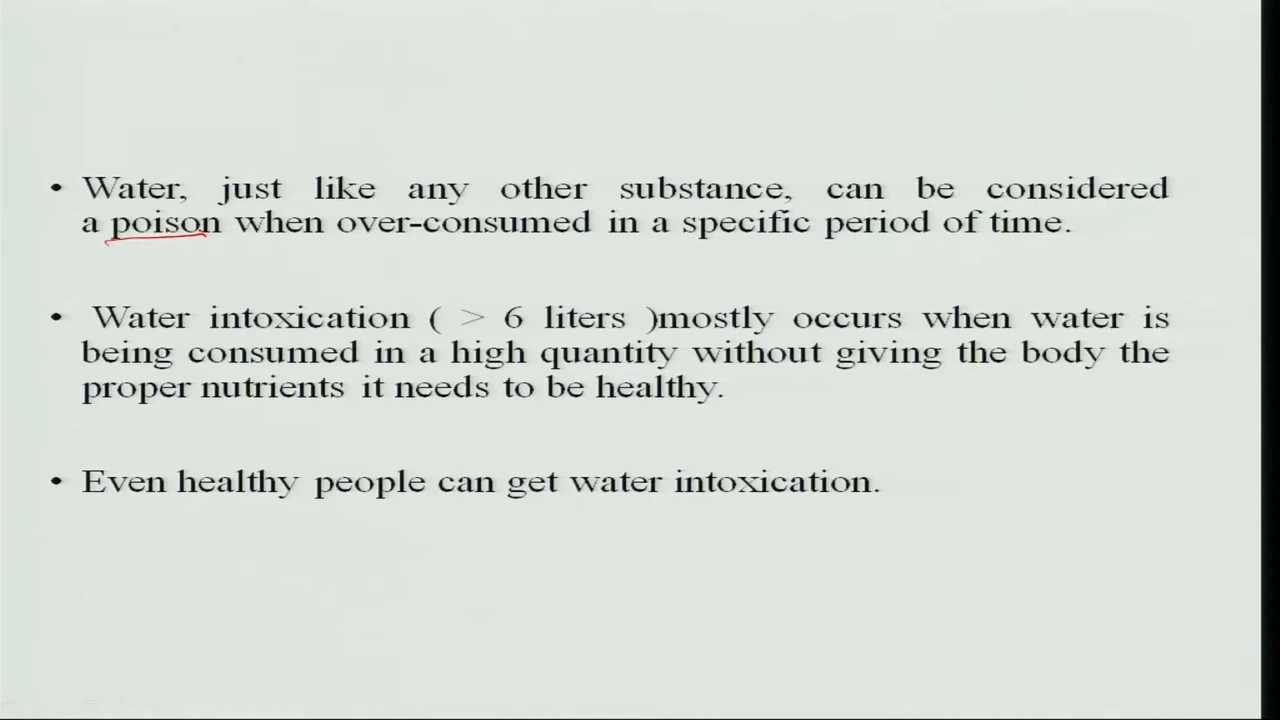 • Water, just like any other substance, can be considered
a poison when over-consumed in a specific period of time.
• Water intoxication ( > 6 liters )mostly occurs when water is
being consumed in a high quantity without giving the body the
proper nutrients it needs to be healthy.
• Even healthy people can get water intoxication.